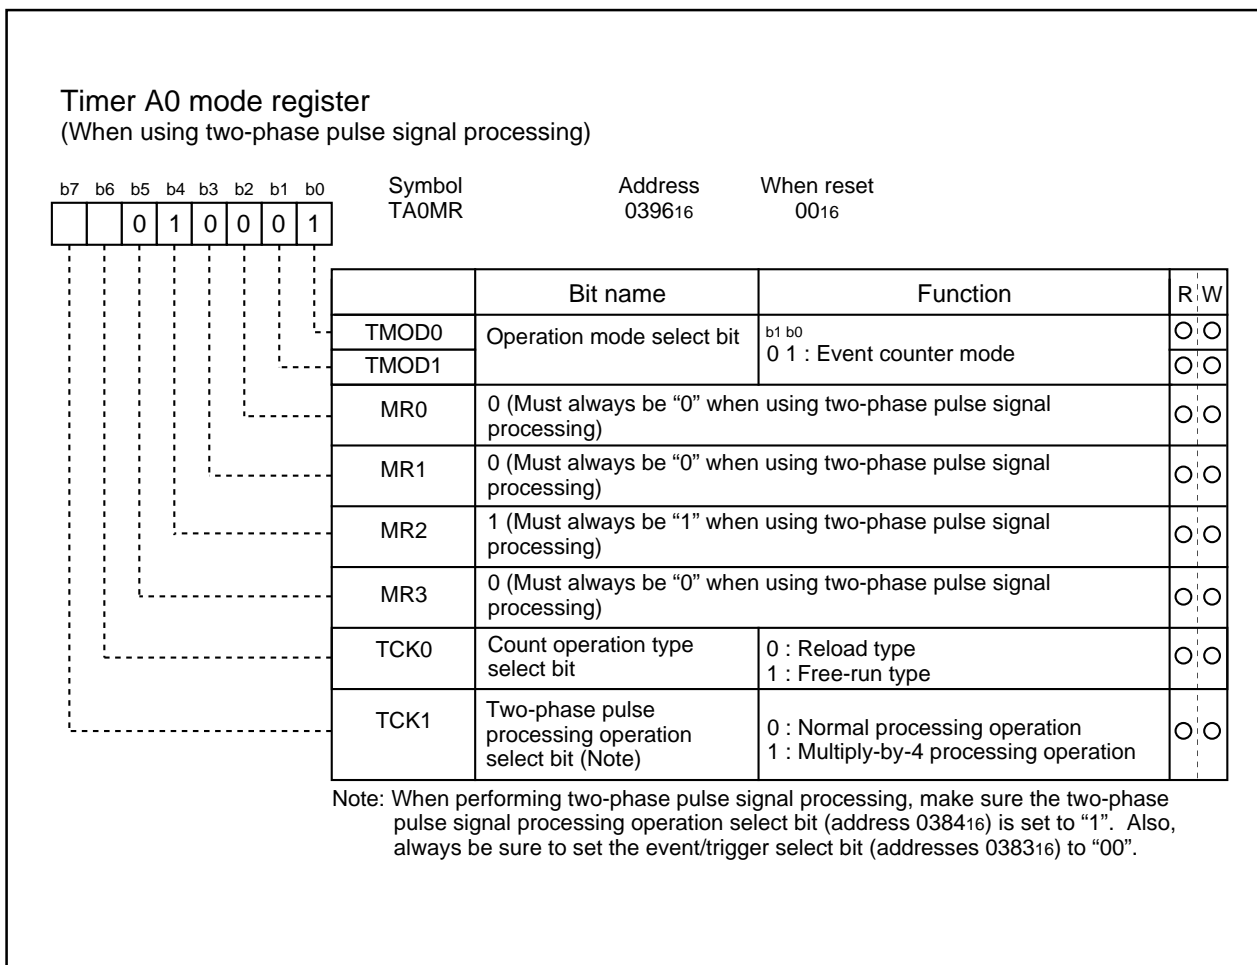 Timer A0 mode register
(When using two-phase pulse signal processing)
b7 b6 b5 b4 b3 b2 b1 b0
0 1 0 0 0 1
Symbol Address When reset
TA0MR 039616 0016
Bit name Function R W
TMOD0 Operation mode select bit b1 b0
0 1 : Event counter mode
TMOD1
MR0 0 (Must always be “0” when using two-phase pulse signal
processing)
MR1 0 (Must always be “0” when using two-phase pulse signal
processing)
MR2 1 (Must always be “1” when using two-phase pulse signal
processing)
MR3 0 (Must always be “0” when using two-phase pulse signal
processing)
TCK0 Count operation type
select bit
0 : Reload type
1 : Free-run type
TCK1 Two-phase pulse
processing operation
select bit (Note)
0 : Normal processing operation
1 : Multiply-by-4 processing operation
Note: When performing two-phase pulse signal processing, make sure the two-phase
pulse signal processing operation select bit (address 038416) is set to “1”. Also,
always be sure to set the event/trigger select bit (addresses 038316) to “00”.